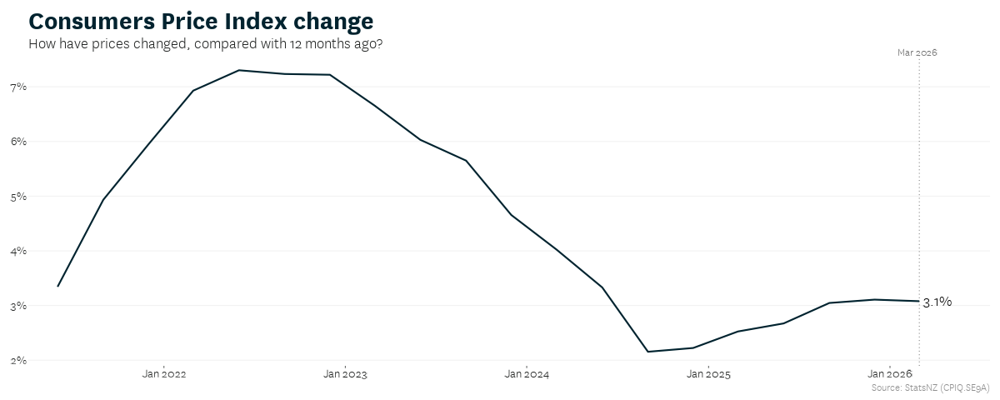 Consumers Price Index change
How have prices changed, compared with 12 months ago?
Mar 2026
7%
6%
5%
4%
3%
3.1%
2%
Jan 2022
Jan 2023
Jan 2024
Jan 2025
Jan 2026
Source: StatsNZ (CPIQ.SE9A)